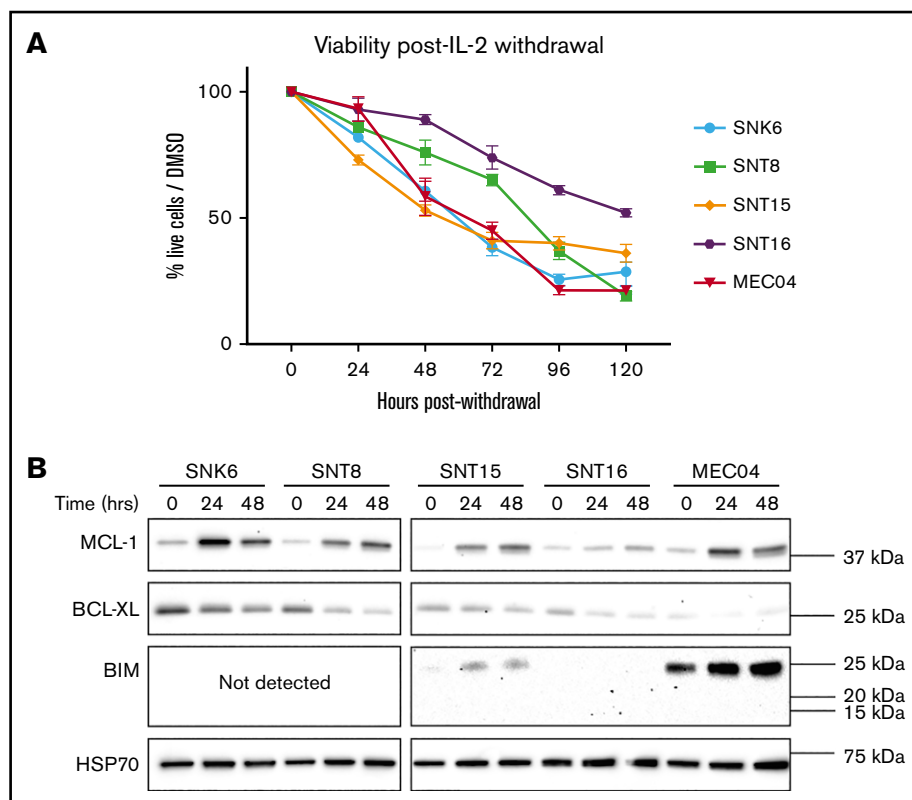 A
Viability post-IL-2 withdrawal
% live cells / DMSO
100
50
0
0 24 48 72 96 120
Hours post-withdrawal
SNK6
SNT8
SNT15
SNT16
MEC04
B
SNK6 SNT8 SNT15 SNT16 MEC04
Time (hrs) 0 24 48 0 24 48 0 24 48 0 24 48 0 24 48
MCL-1 37 kDa
BCL-XL 25 kDa
BIM Not detected 25 kDa
20 kDa
15 kDa
HSP70 75 kDa